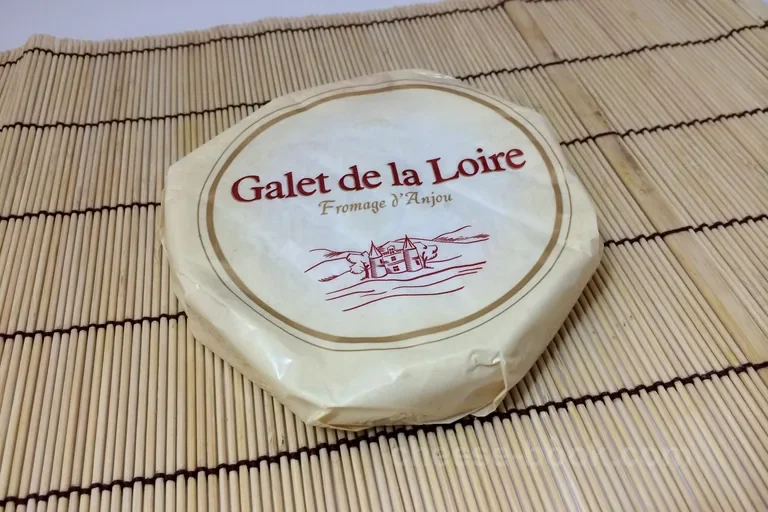 Galet de la Loire
Fromage d'Anjou